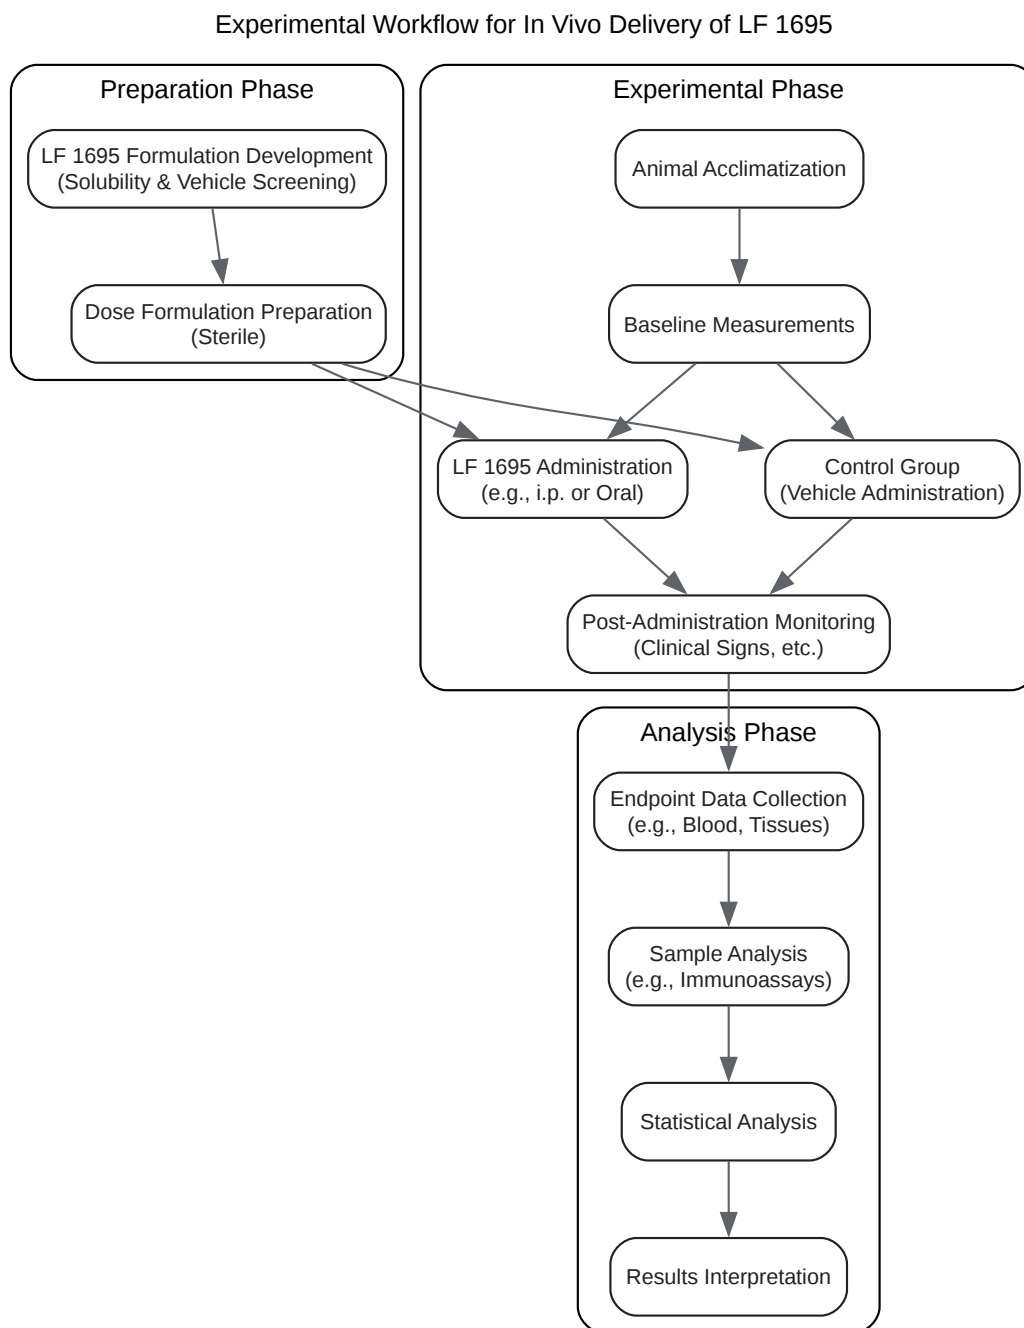 Experimental Workflow for In Vivo Delivery of LF 1695
Preparation Phase
LF 1695 Formulation Development
(Solubility & Vehicle Screening)
Dose Formulation Preparation
(Sterile)
Experimental Phase
Animal Acclimatization
Baseline Measurements
LF 1695 Administration
(e.g., i.p. or Oral)
Control Group
(Vehicle Administration)
Post-Administration Monitoring
(Clinical Signs, etc.)
Analysis Phase
Endpoint Data Collection
(e.g., Blood, Tissues)
Sample Analysis
(e.g., Immunoassays)
Statistical Analysis
Results Interpretation